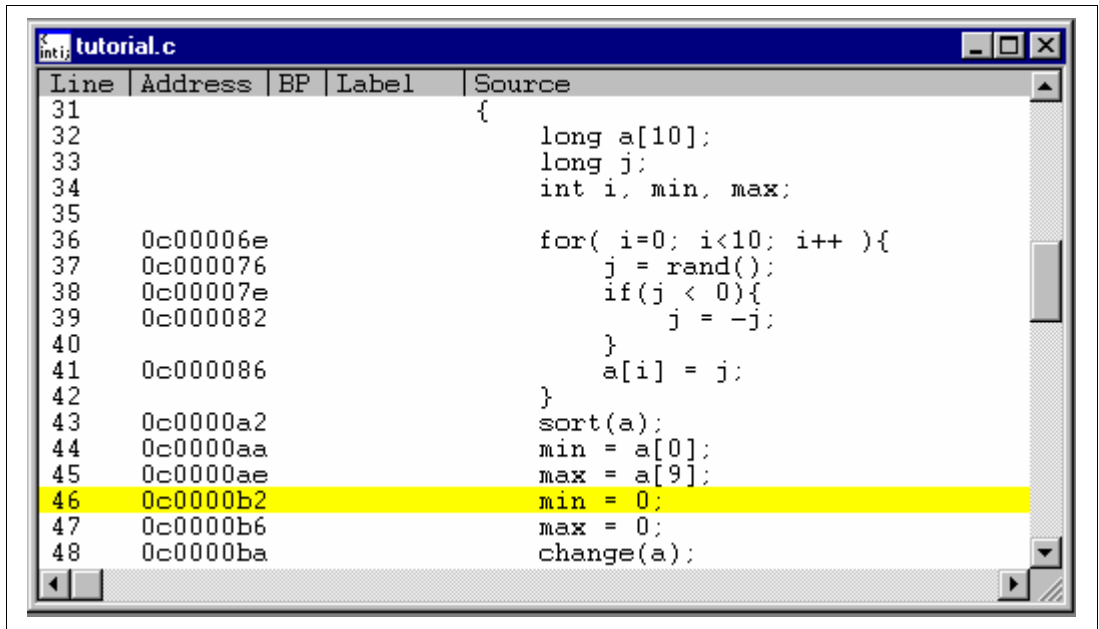 tutorial.c
Line Address BP Label Source
31 {
32 long a[10];
33 long j;
34 int i, min, max;
35
36 0c00006e for( i=0; i<10; i++ ){
37 0c000076 j = rand();
38 0c00007e if(j < 0){
39 0c000082 j = -j;
40 }
41 0c000086 a[i] = j;
42 }
43 0c0000a2 sort(a);
44 0c0000aa min = a[0];
45 0c0000ae max = a[9];
46 0c0000b2 min = 0;
47 0c0000b6 max = 0;
48 0c0000ba change(a);